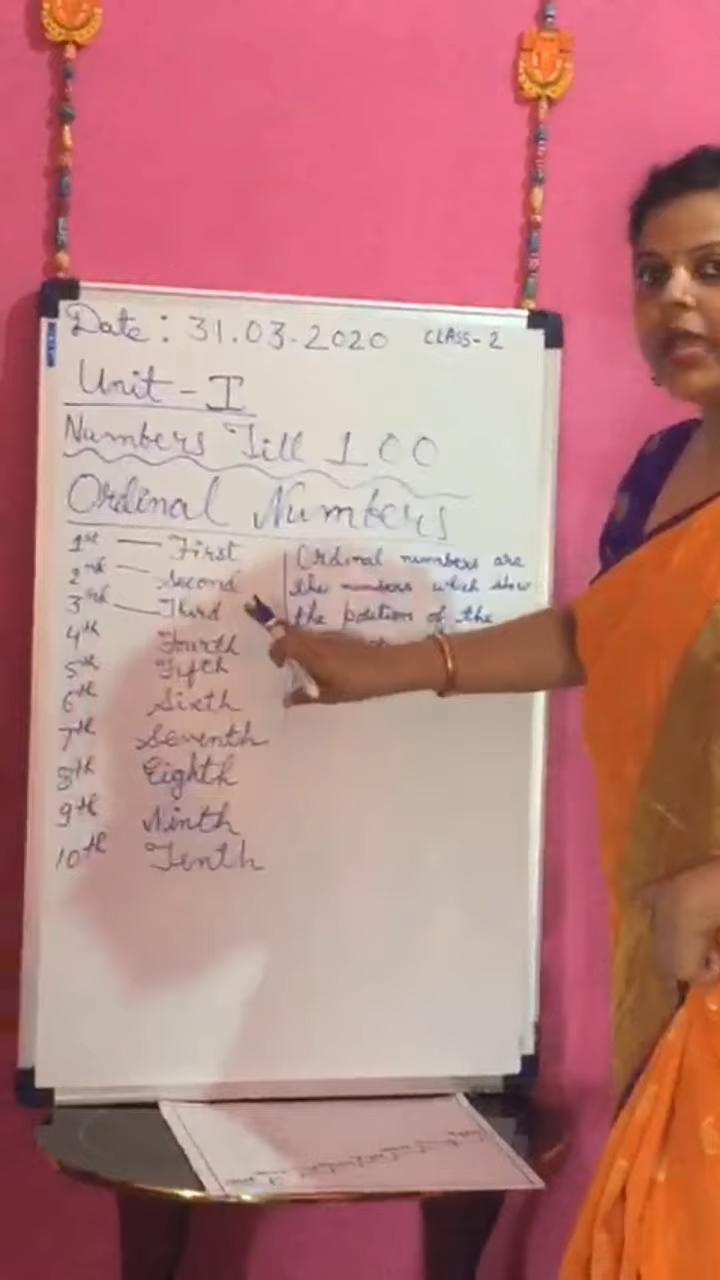 Date: 31.03.2020 CLASS-2
Unit - I
Numbers Till 100
Ordinal Numbers
1st — First
2nd — Second
3rd — Third
4th Fourth
5th Fifth
6th Sixth
7th Seventh
8th Eighth
9th Ninth
10th Tenth
Ordinal numbers are
the numbers which show
the position of the